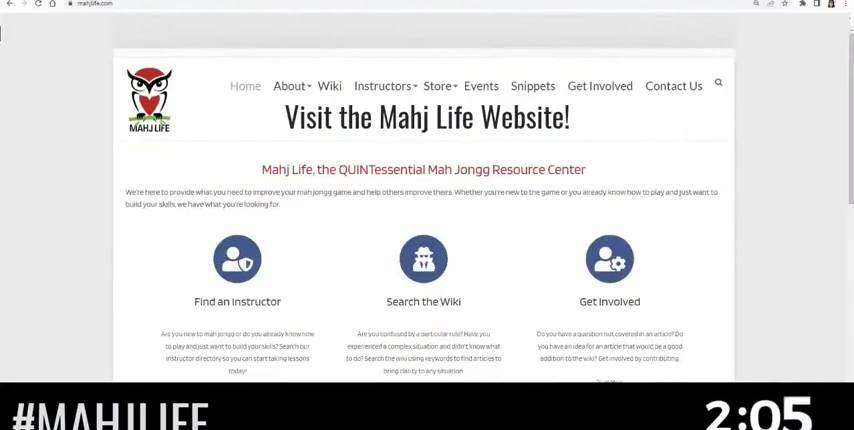 mahjlife.com
Home About Wiki Instructors Store Events Snippets Get Involved Contact Us
MAHJ LIFE
Visit the Mahj Life Website!
Mahj Life, the QUINTessential Mah Jongg Resource Center
We're here to provide what you need to improve your mah jongg game and help others improve theirs. Whether you're new to the game or you already know how to play and just want to
build your skills, we have what you're looking for.
Find an Instructor
Search the Wiki
Get Involved
Are you new to mah jongg or do you already know how
to play and just want to build your skills? Search our
instructor directory so you can start taking lessons
today!
Are you confused by a particular rule? Have you
experienced a complex situation and didn't know what
to do? Search the wiki using keywords to find articles to
bring clarity to any situation.
Do you have a question not covered in an article? Do
you have an idea for an article that would be a good
addition to the wiki? Get involved by contributing.
#MAHJLIFE
2:05